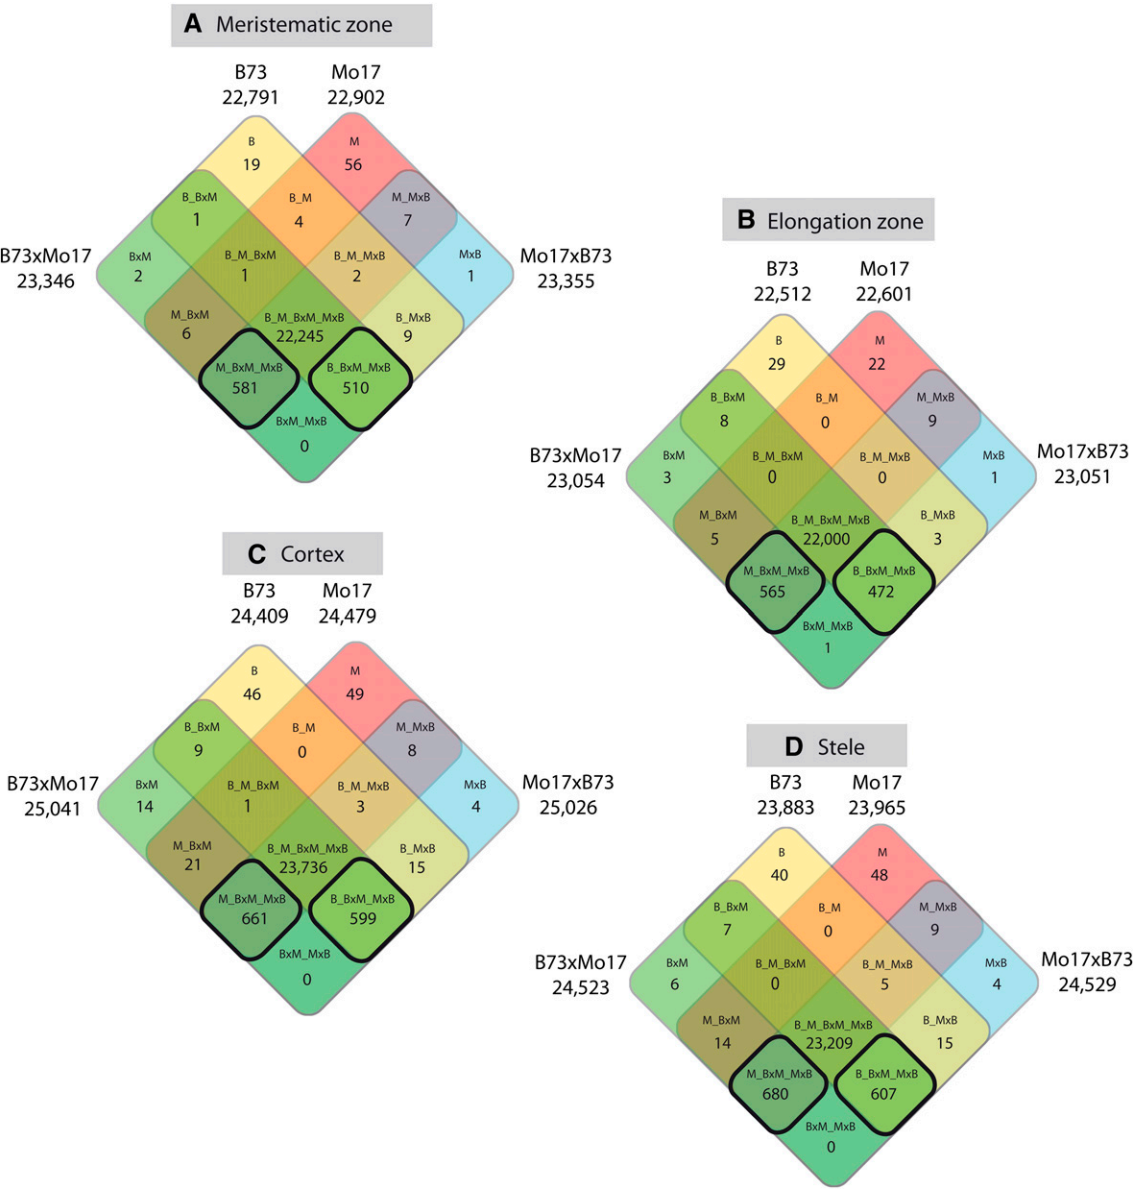 A Meristematic zone
B73 Mo17
22,791 22,902
B M
19 56
B_BxM B_M M_MxB
1 4 7
B73xMo17 BxM B_M_BxM B_M_MxB MxB Mo17xB73
23,346 2 1 2 1 23,355
M_BxM B_M_BxM_MxB B_MxB
6 22,245 9
M_BxM_MxB B_BxM_MxB
581 510
BxM_MxB
0
B Elongation zone
B73 Mo17
22,512 22,601
B M
29 22
B_BxM B_M M_MxB
8 0 9
B73xMo17 BxM B_M_BxM B_M_MxB MxB Mo17xB73
23,054 3 0 0 1 23,051
M_BxM B_M_BxM_MxB B_MxB
5 22,000 3
M_BxM_MxB B_BxM_MxB
565 472
BxM_MxB
1
C Cortex
B73 Mo17
24,409 24,479
B M
46 49
B_BxM B_M M_MxB
9 0 8
B73xMo17 BxM B_M_BxM B_M_MxB MxB Mo17xB73
25,041 14 1 3 4 25,026
M_BxM B_M_BxM_MxB B_MxB
21 23,736 15
M_BxM_MxB B_BxM_MxB
661 599
BxM_MxB
0
D Stele
B73 Mo17
23,883 23,965
B M
40 48
B_BxM B_M M_MxB
7 0 9
B73xMo17 BxM B_M_BxM B_M_MxB MxB Mo17xB73
24,523 6 0 5 4 24,529
M_BxM B_M_BxM_MxB B_MxB
14 23,209 15
M_BxM_MxB B_BxM_MxB
680 607
BxM_MxB
0